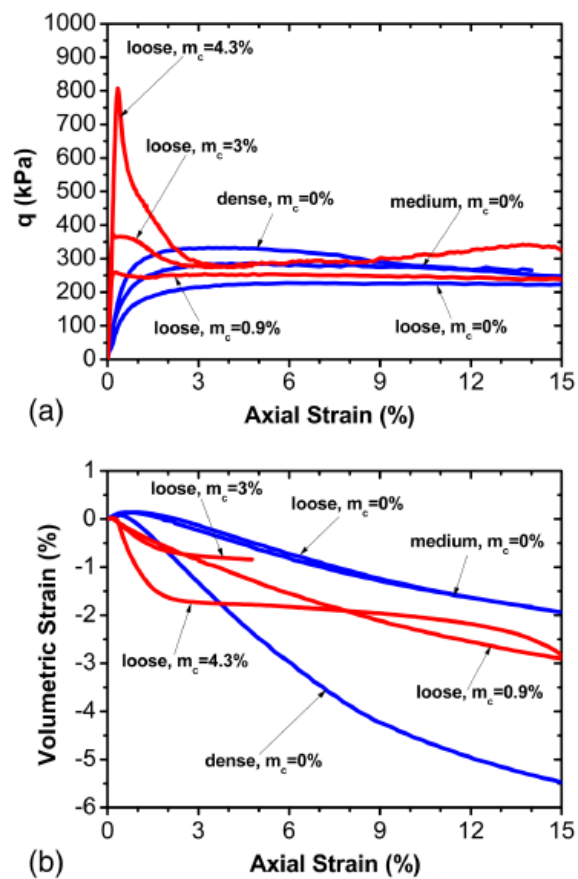 1000
900
800
700
600
500
400
300
200
100
0
q (kPa)
loose, mc=4.3%
loose, mc=3%
dense, mc=0%
medium, mc=0%
loose, mc=0.9%
loose, mc=0%
0 3 6 9 12 15
(a)
Axial Strain (%)
1
0
-1
-2
-3
-4
-5
-6
Volumetric Strain (%)
loose, mc=3%
loose, mc=0%
medium, mc=0%
loose, mc=4.3%
loose, mc=0.9%
dense, mc=0%
0 3 6 9 12 15
(b)
Axial Strain (%)